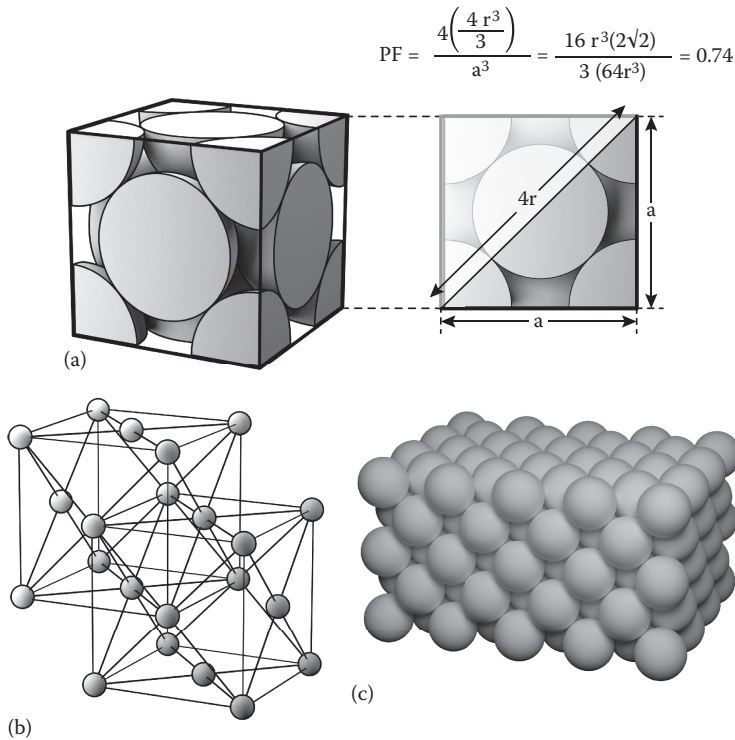 PF = 4(4 r³/3)/a³ = 16 r³(2√2)/3 (64r³) = 0.74
4r
a
a
(a)
(b)
(c)